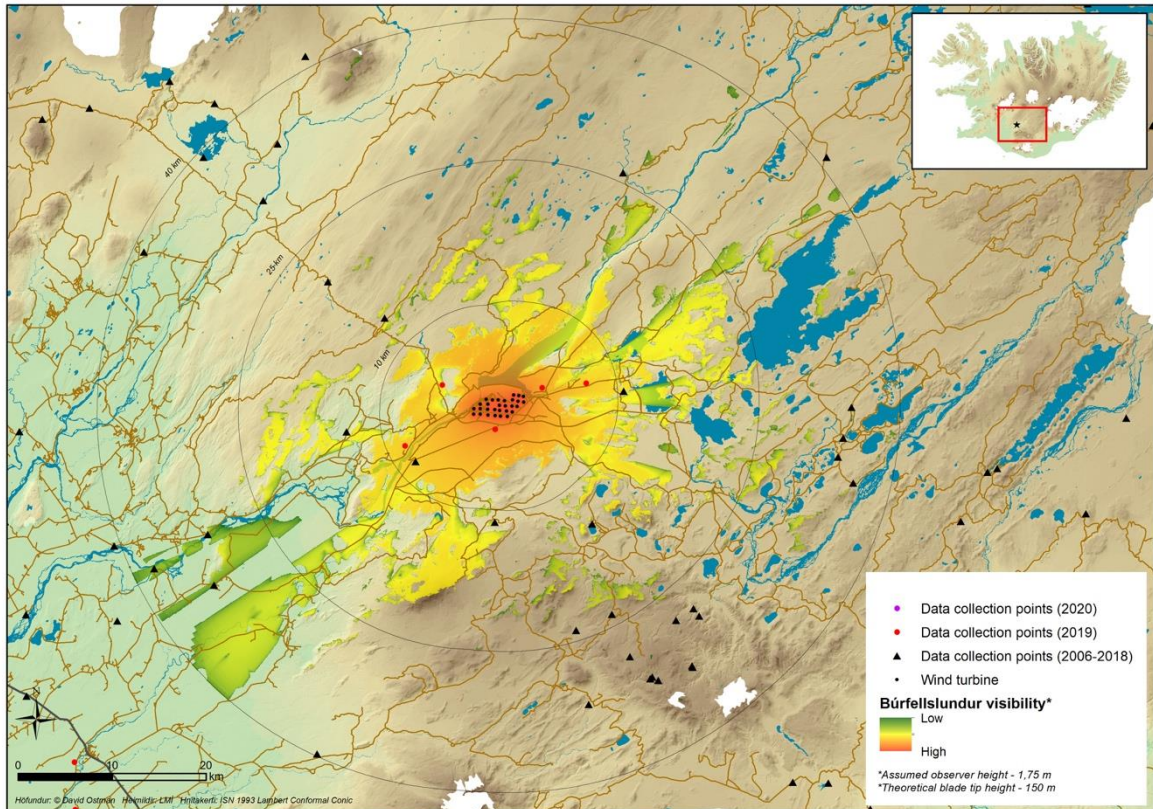 40 km
25 km
10 km
N
Data collection points (2020)
Data collection points (2019)
Data collection points (2006-2018)
Wind turbine
Búrfellslundur visibility*
Low
High
*Assumed observer height - 1,75 m
*Theoretical blade tip height - 150 m
0 10 20
km
Höfundur: © David Ostman Heimildir: LMI Hnitakerfi: ISN 1993 Lambert Conformal Conic